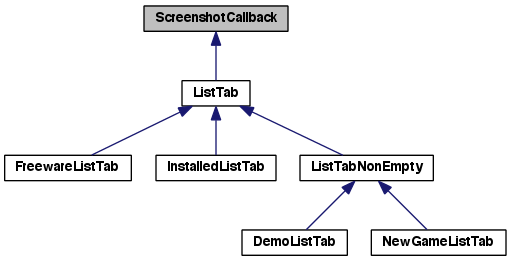 ScreenshotCallback
ListTab
FreewareListTab
InstalledListTab
ListTabNonEmpty
DemoListTab
NewGameListTab